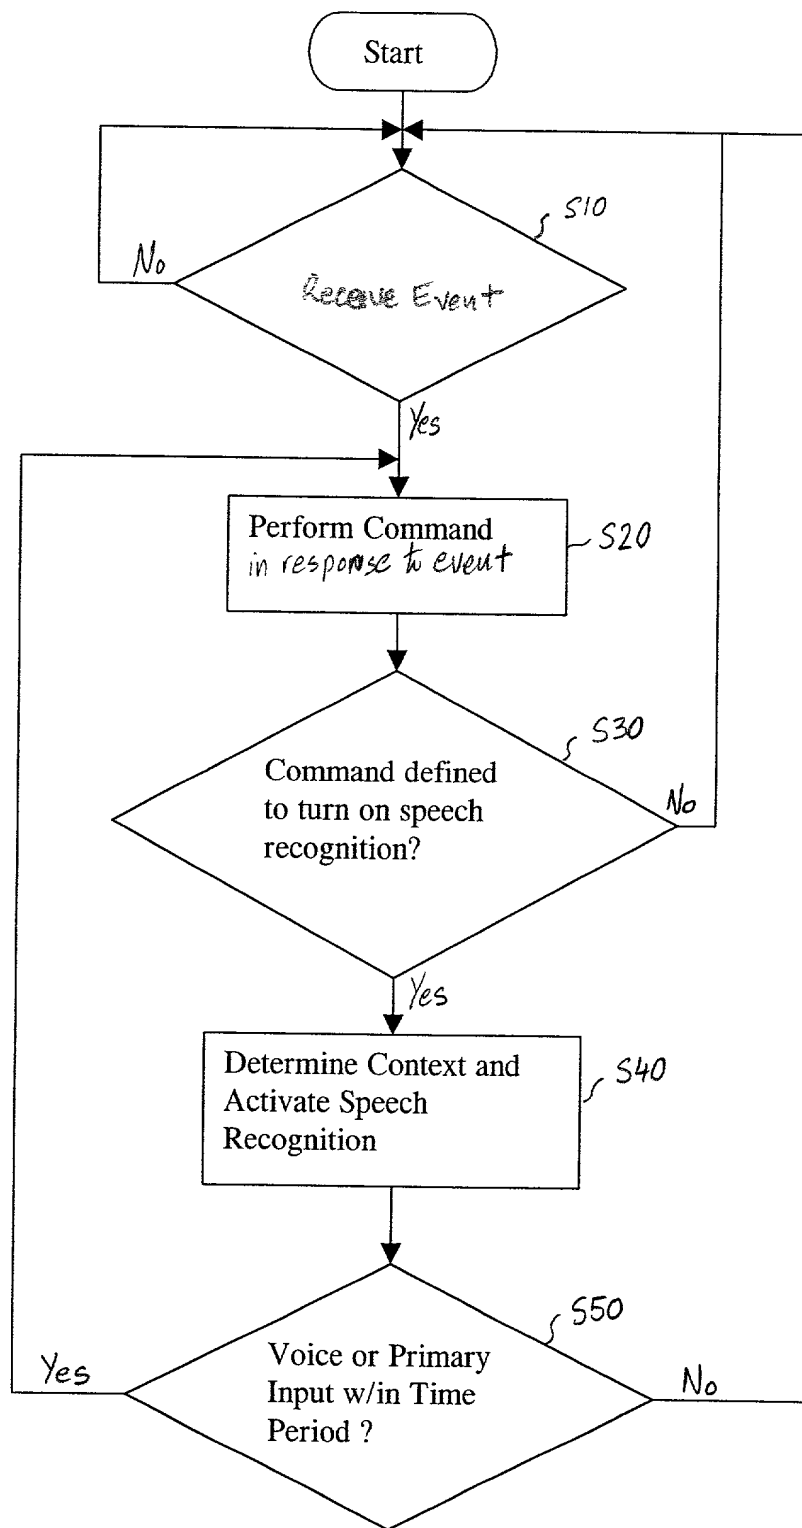 Start
S10
No
Receive Event
Yes
Perform Command
in response to event
S20
S30
Command defined
to turn on speech
recognition?
No
Yes
Determine Context and
Activate Speech
Recognition
S40
S50
Voice or Primary
Input w/in Time
Period ?
Yes
No